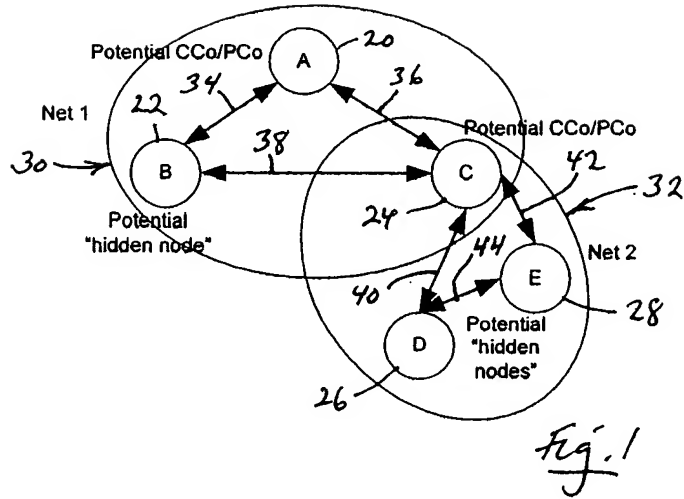 Potential CCo/PCo
20
A
34
36
Net 1
22
Potential CCo/PCo
30
B
38
C
42
32
24
Potential
"hidden node"
Net 2
40
44
E
28
Potential
"hidden
nodes"
D
26
Fig. 1